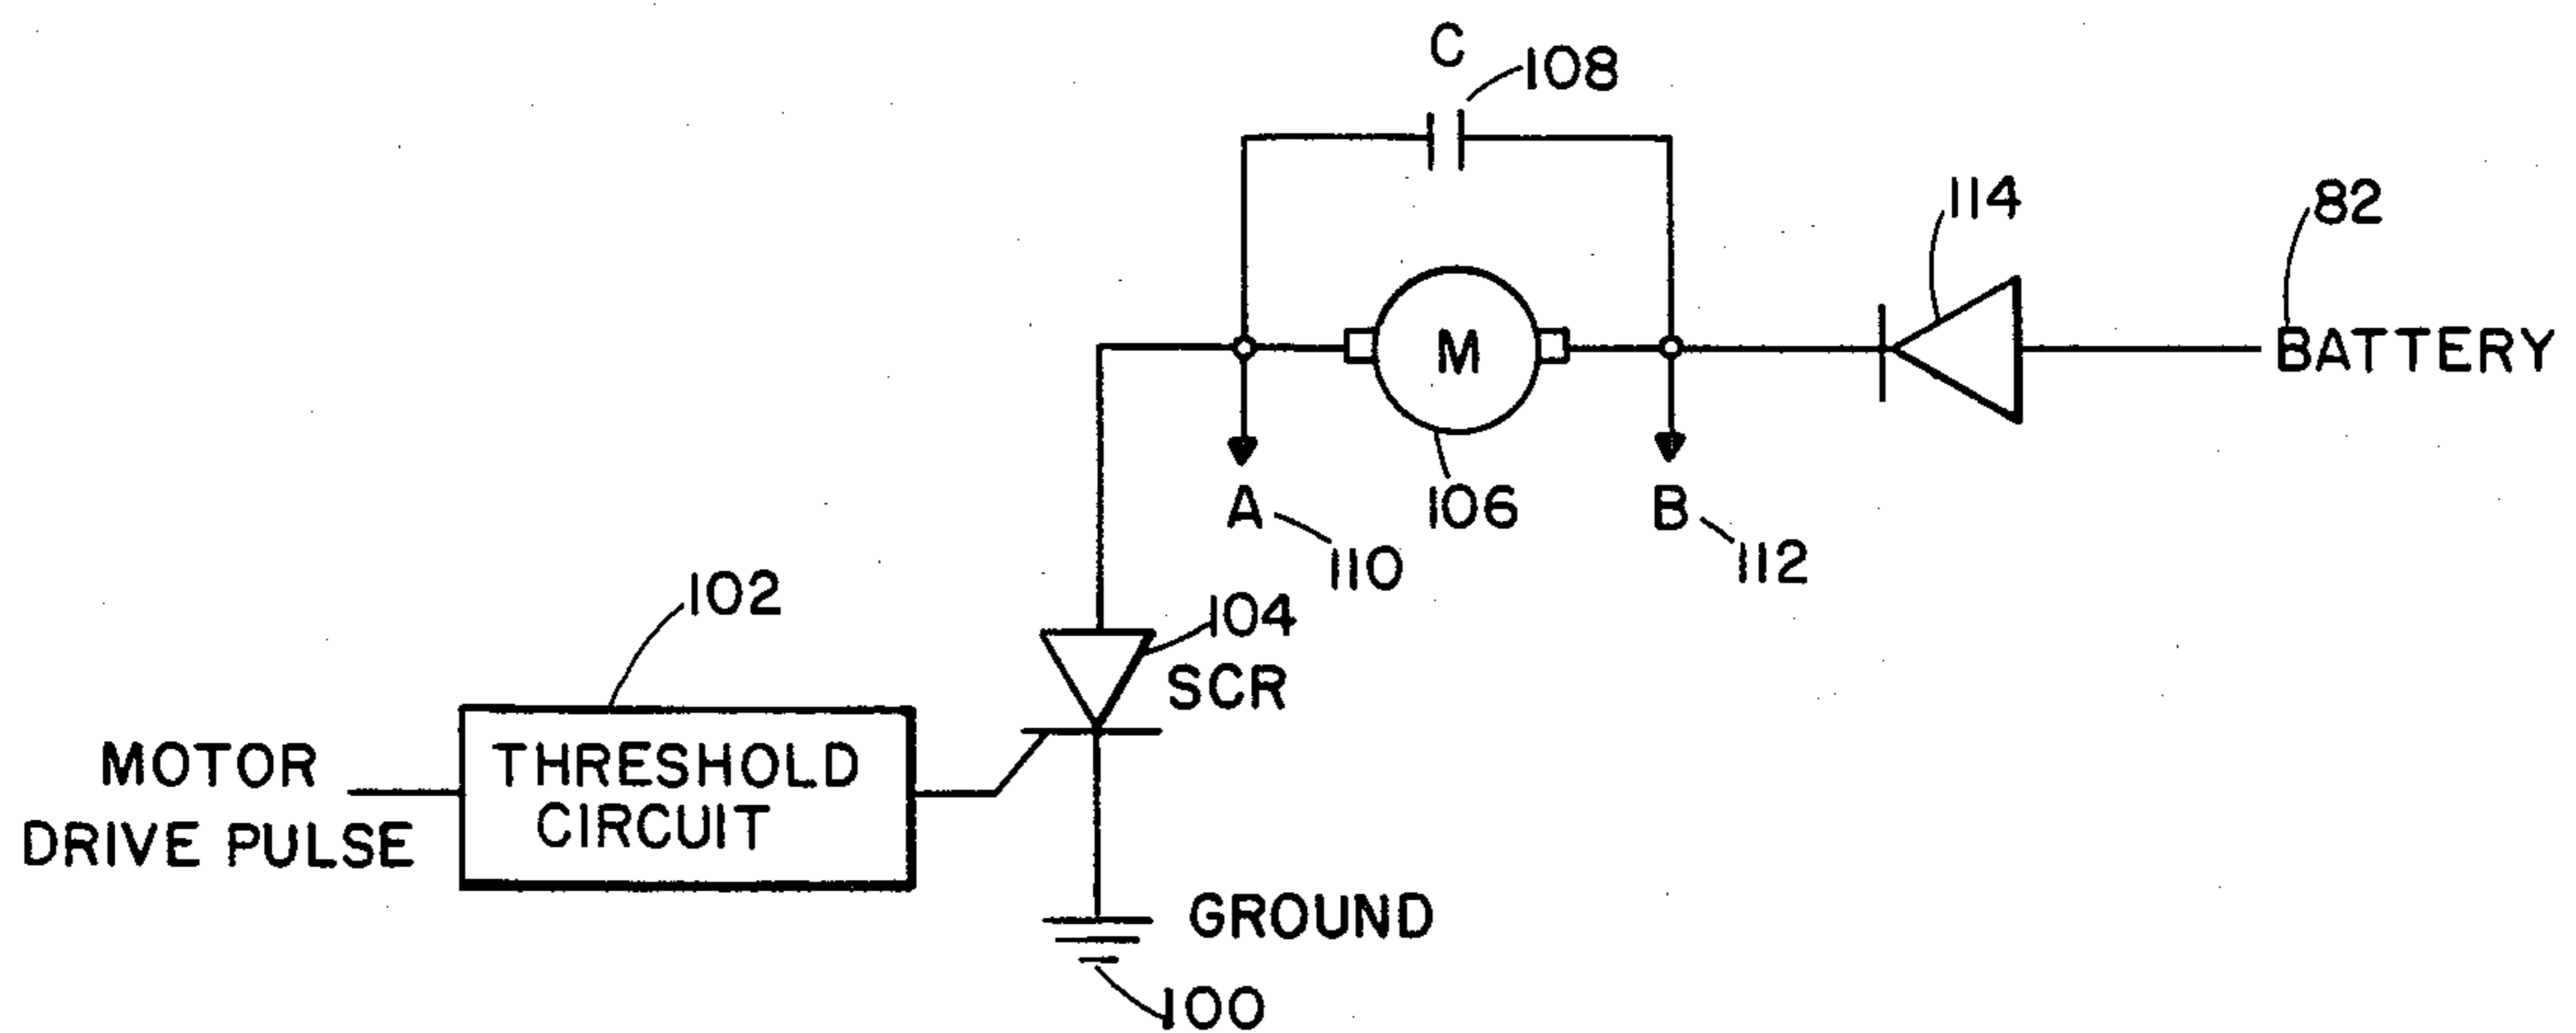 C
108
114
82
BATTERY
M
A
106
B
110
112
102
104
SCR
MOTOR
DRIVE PULSE
THRESHOLD
CIRCUIT
GROUND
100